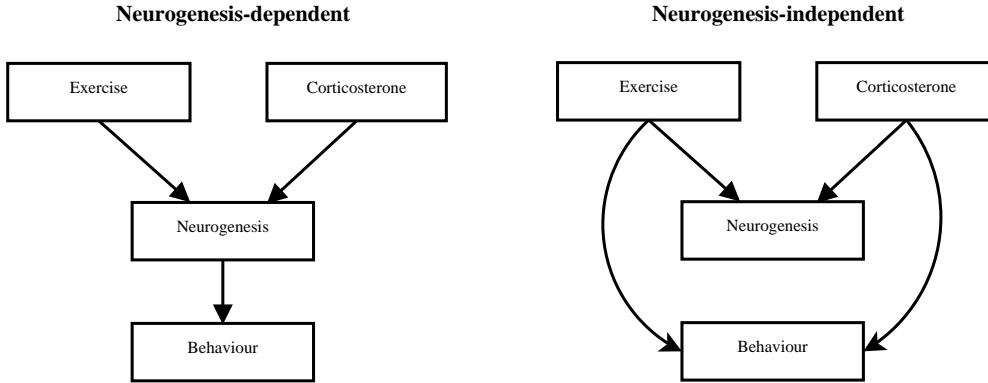 Neurogenesis-dependent
Neurogenesis-independent
Exercise
Corticosterone
Exercise
Corticosterone
Neurogenesis
Neurogenesis
Behaviour
Behaviour